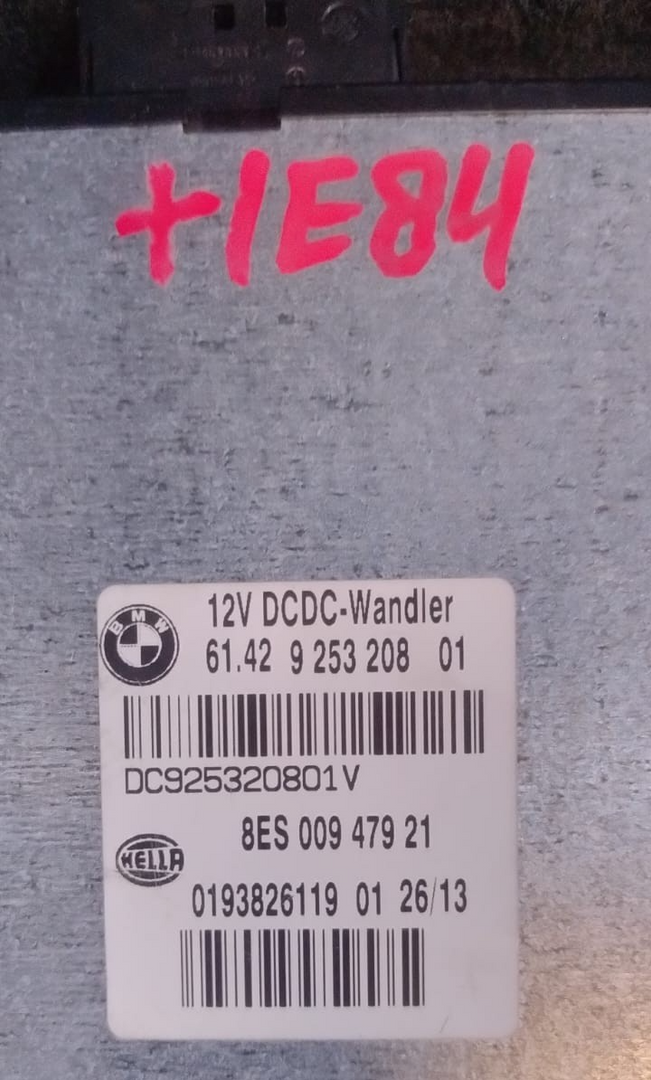 +1E84
BMW
12V DCDC-Wandler
61.42 9 253 208 01
DC925320801V
8ES 009 479 21
HELLA
0193826119 01 26/13